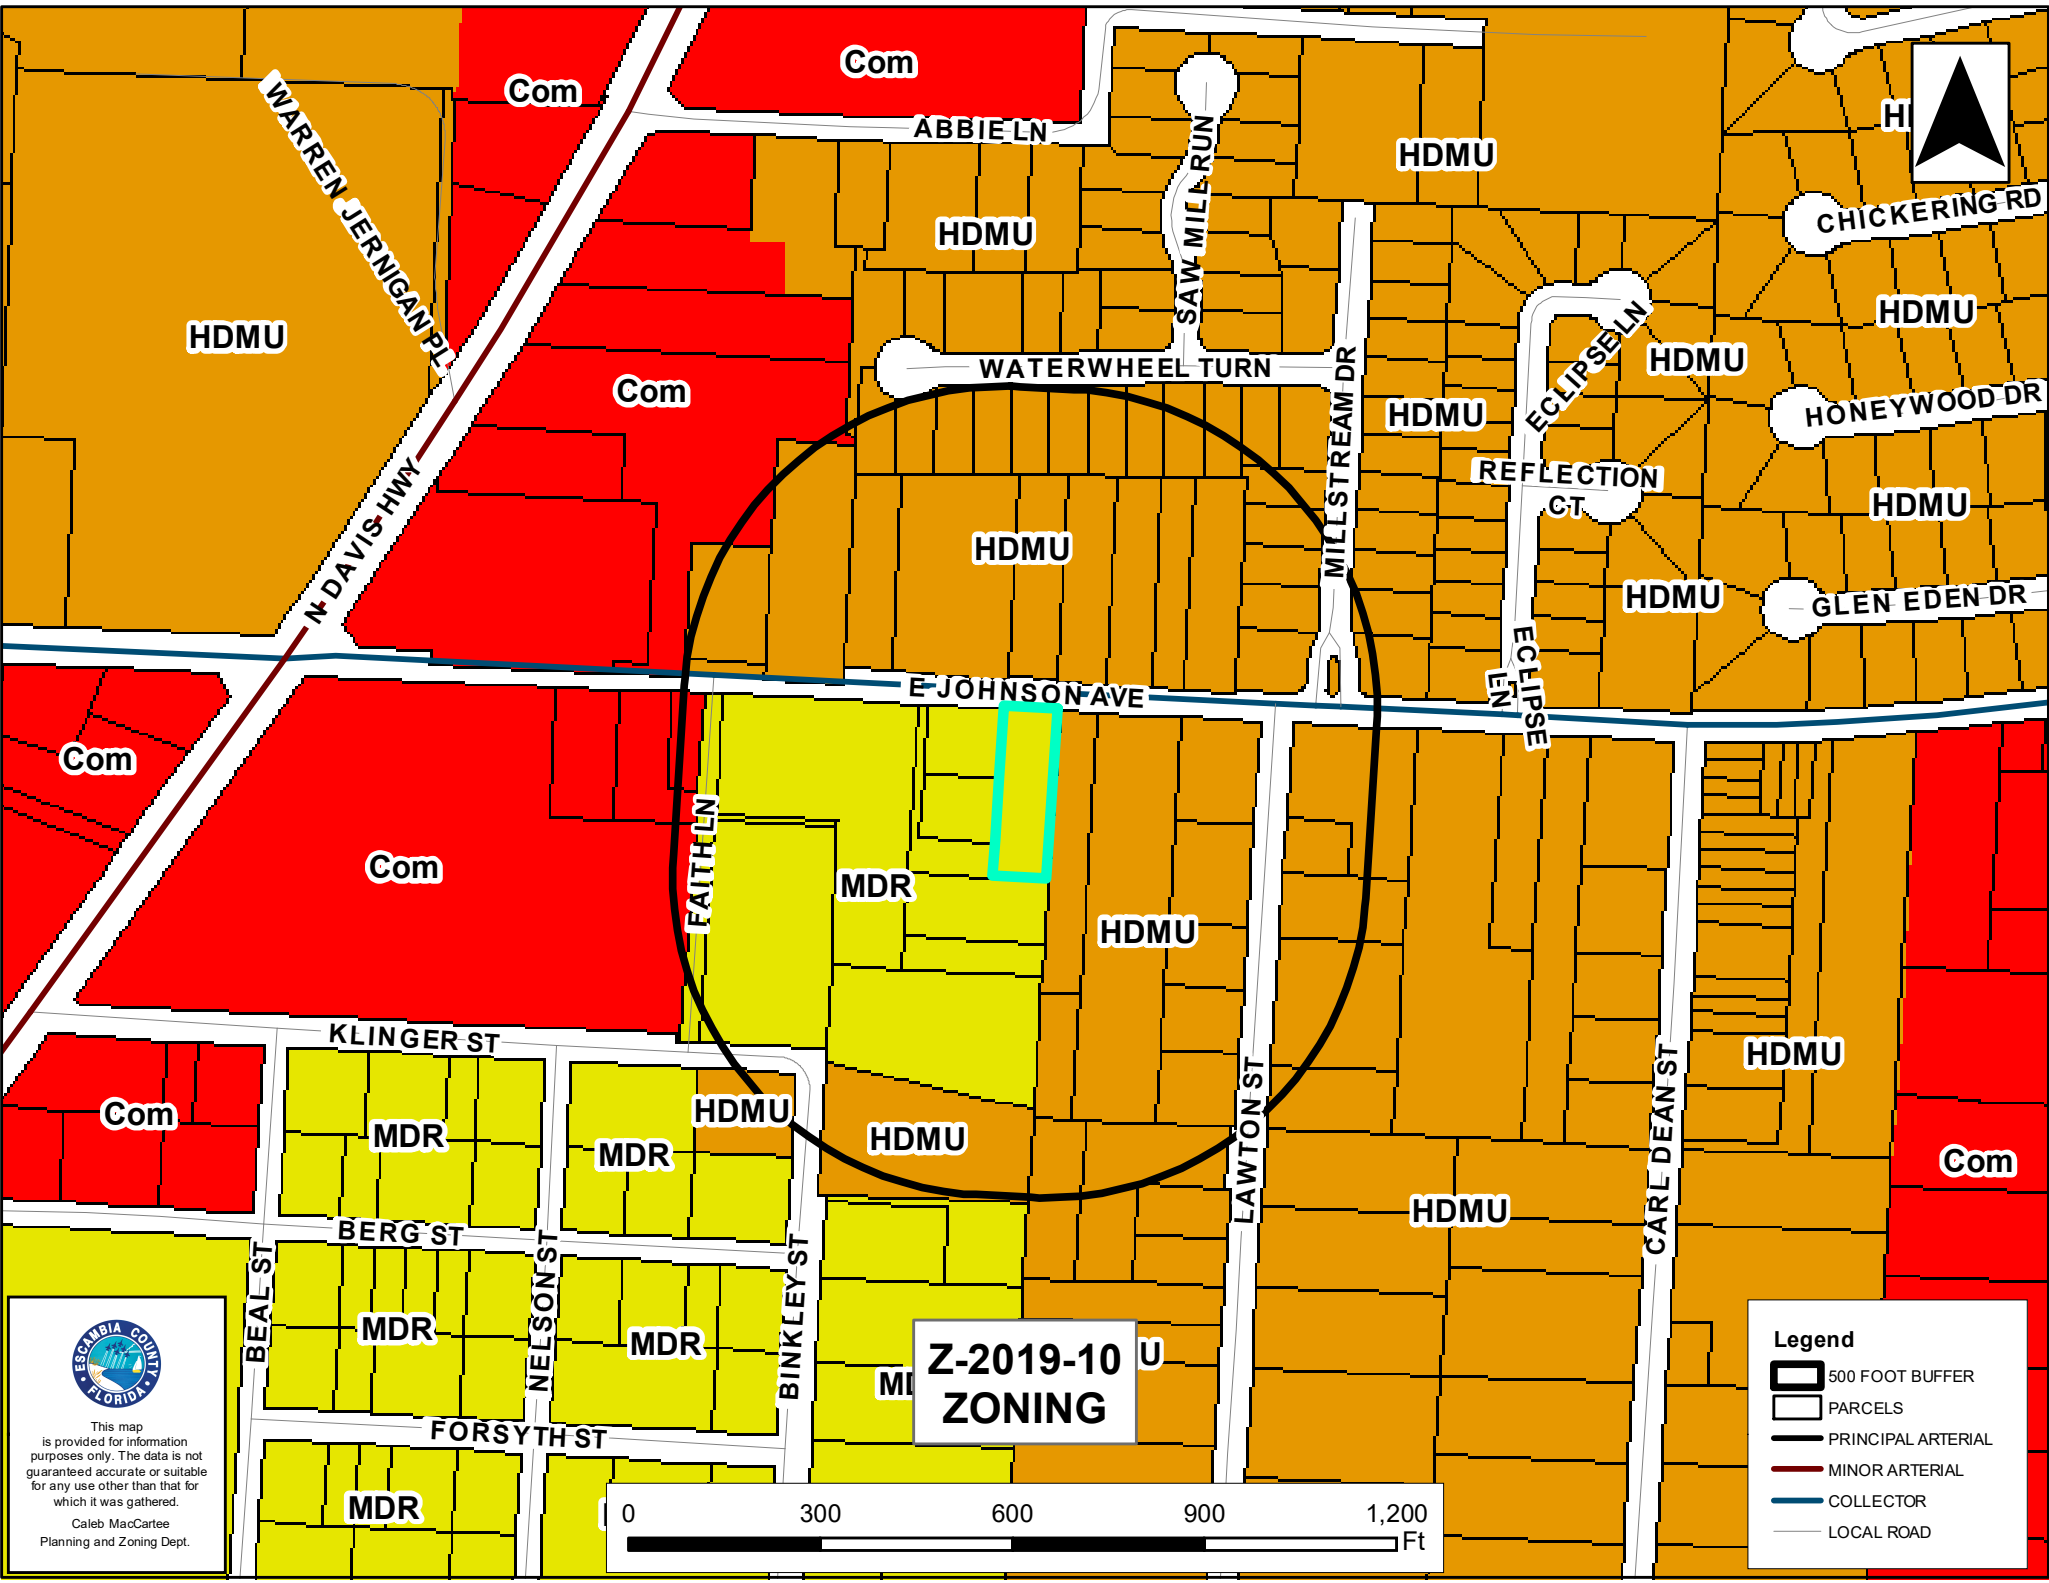 Com
Com
ABBIE LN
WARREN JERNIGAN PL
SAW MILL RUN
HDMU
HDMU
CHICKERING RD
HDMU
HDMU
HDMU
WATERWHEEL TURN
MILLSTREAM DR
ECLIPSE LN
HDMU
Com
HDMU
HONEYWOOD DR
REFLECTION
CT
HDMU
N DAVIS HWY
HDMU
HDMU
GLEN EDEN DR
ECLIPSE
LN
E JOHNSON AVE
Com
FAITH LN
Com
MDR
HDMU
KLINGER ST
HDMU
Com
MDR
MDR
HDMU
HDMU
LAWTON ST
CARL DEAN ST
Com
HDMU
BERG ST
BEAL ST
NELSON ST
BINKLEY ST
MDR
MDR
Z-2019-10
ZONING
FORSYTH ST
MDR
ESCAMBIA COUNTY
FLORIDA
This map
is provided for information
purposes only. The data is not
guaranteed accurate or suitable
for any use other than that for
which it was gathered.
Caleb MacCartee
Planning and Zoning Dept.
0 300 600 900 1,200
Ft
Legend
500 FOOT BUFFER
PARCELS
PRINCIPAL ARTERIAL
MINOR ARTERIAL
COLLECTOR
LOCAL ROAD